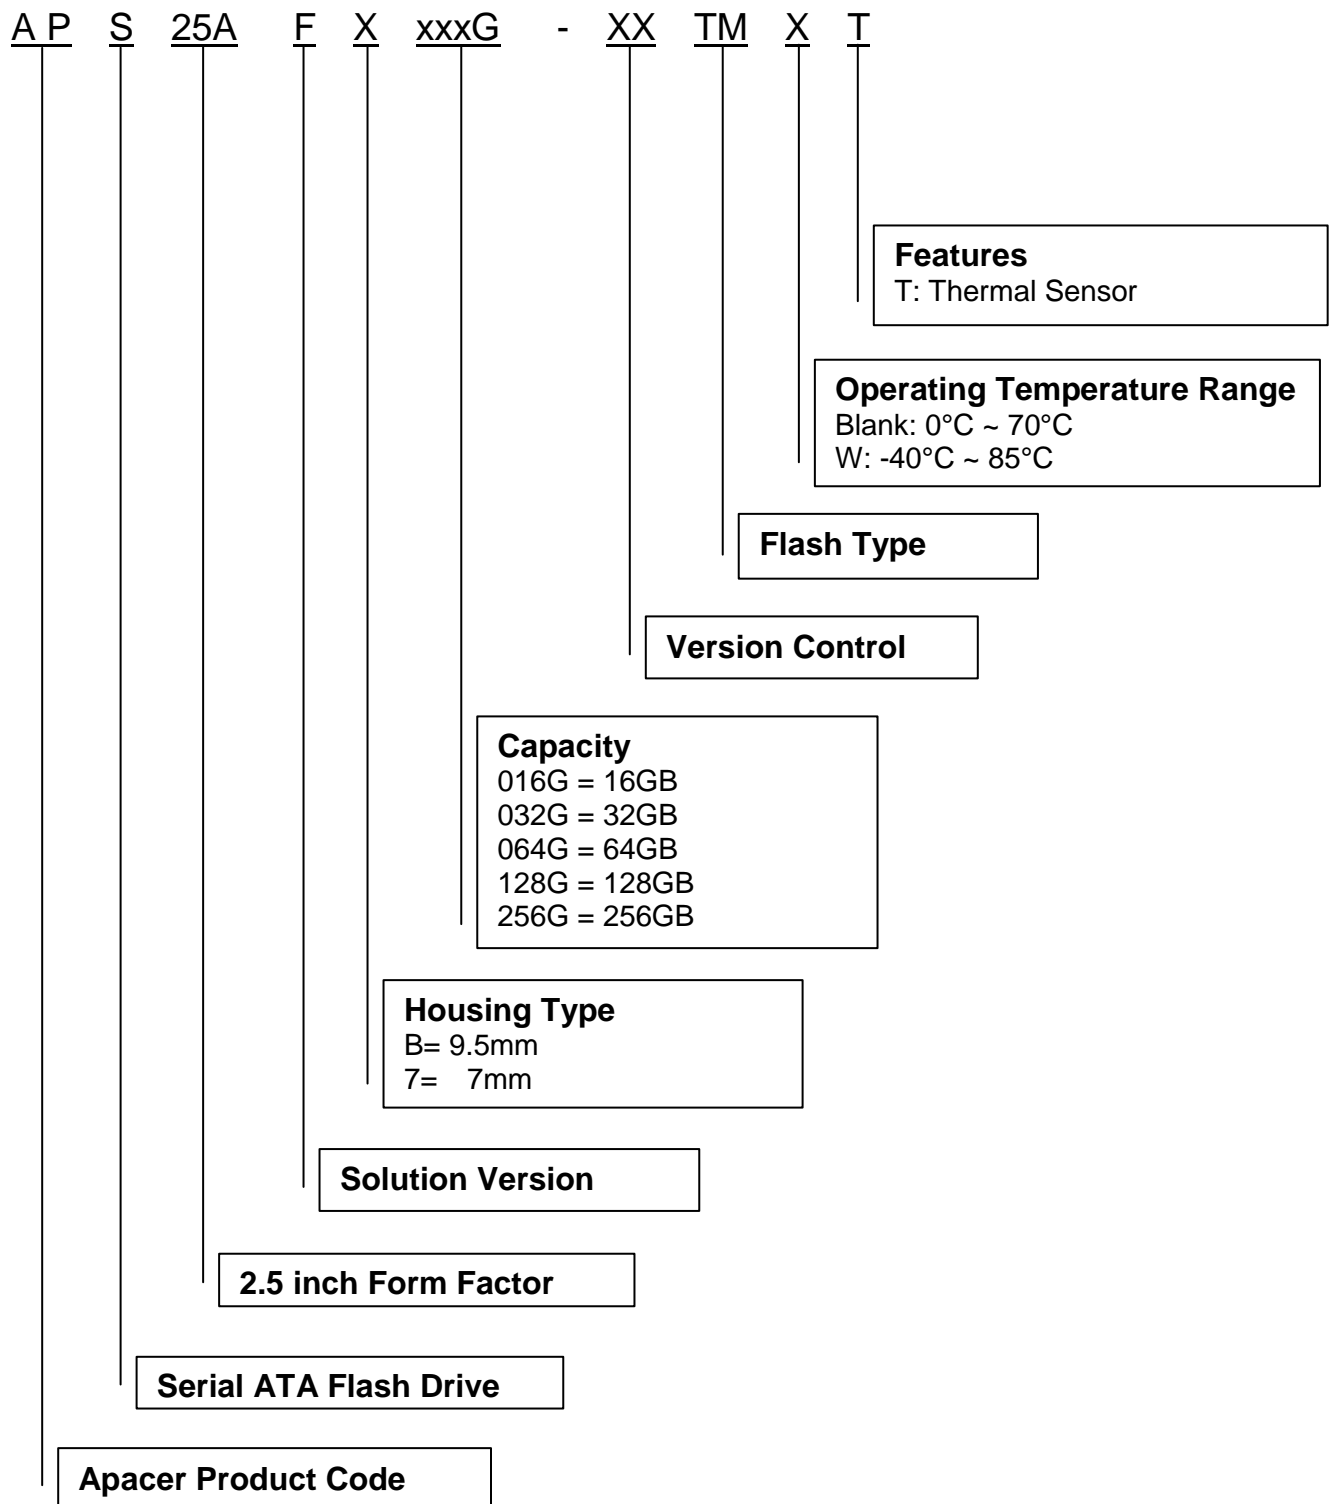 A P S 25A F X xxxG - XX TM X T
Features
T: Thermal Sensor
Operating Temperature Range
Blank: 0°C ~ 70°C
W: -40°C ~ 85°C
Flash Type
Version Control
Capacity
016G = 16GB
032G = 32GB
064G = 64GB
128G = 128GB
256G = 256GB
Housing Type
B= 9.5mm
7= 7mm
Solution Version
2.5 inch Form Factor
Serial ATA Flash Drive
Apacer Product Code